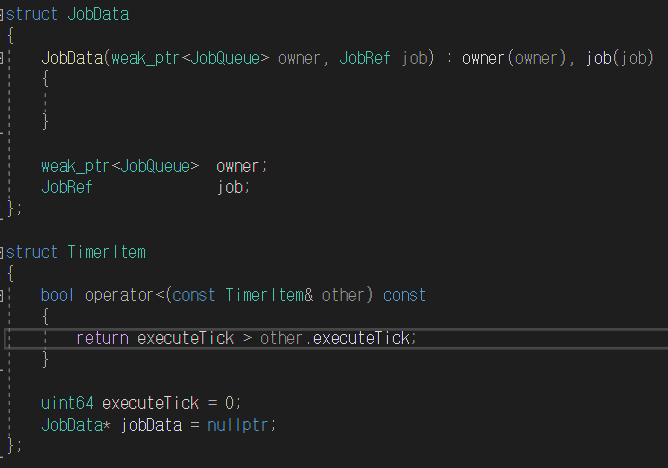 struct JobData
{
JobData(weak_ptr<JobQueue> owner, JobRef job) : owner(owner), job(job)
{
}
weak_ptr<JobQueue> owner;
JobRef job;
};
struct TimerItem
{
bool operator<(const TimerItem& other) const
{
return executeTick > other.executeTick;
}
uint64 executeTick = 0;
JobData* jobData = nullptr;
};